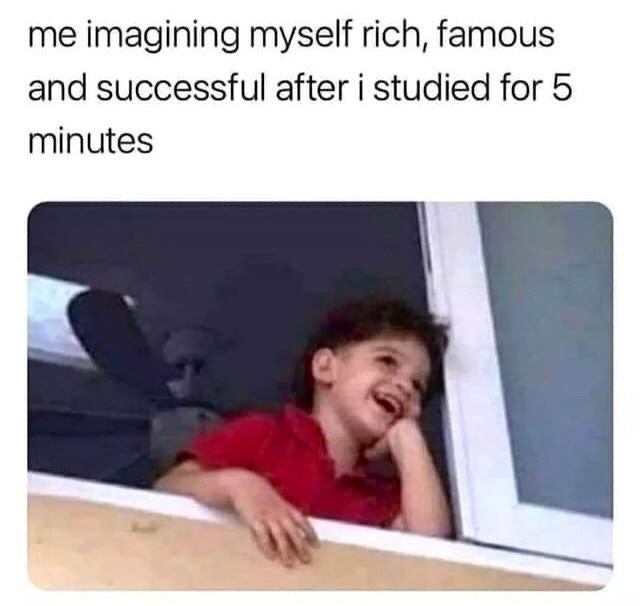 me imagining myself rich, famous
and successful after i studied for 5
minutes